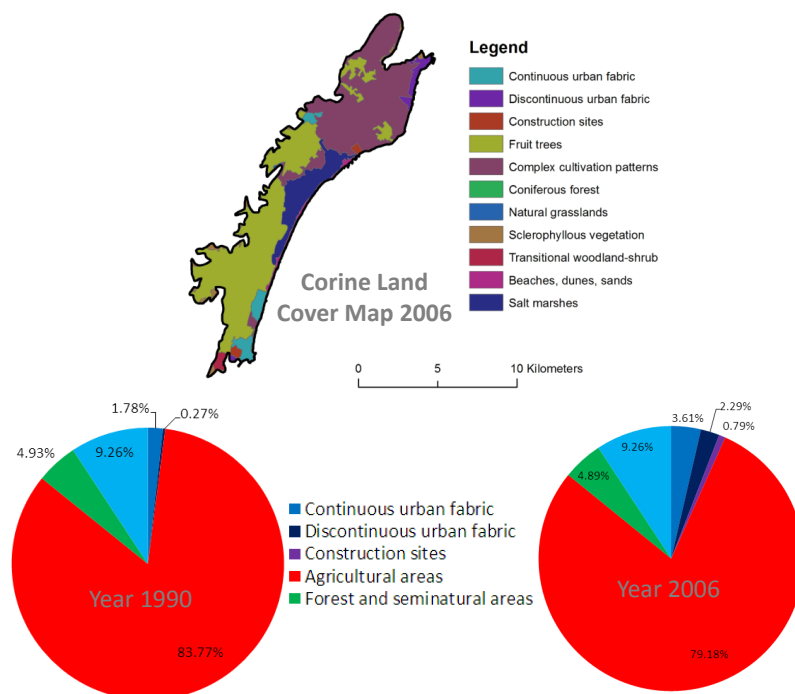 Legend
Continuous urban fabric
Discontinuous urban fabric
Construction sites
Fruit trees
Complex cultivation patterns
Coniferous forest
Natural grasslands
Sclerophyllous vegetation
Transitional woodland-shrub
Beaches, dunes, sands
Salt marshes
Corine Land
Cover Map 2006
0 5 10 Kilometers
1.78%
0.27%
4.93%
9.26%
83.77%
Year 1990
Continuous urban fabric
Discontinuous urban fabric
Construction sites
Agricultural areas
Forest and seminatural areas
3.61%
2.29%
0.79%
9.26%
4.89%
Year 2006
79.18%